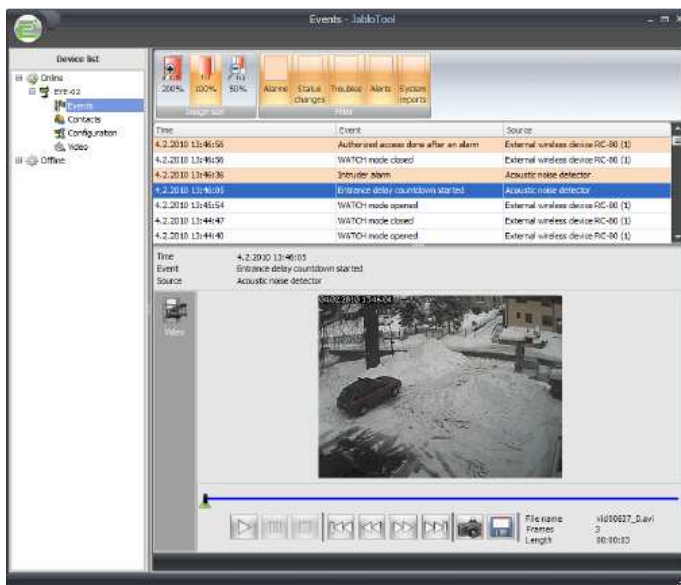 Events - JabloTool
Device list
Online
EYE-02
Events
Contacts
Configuration
Video
Offline
200% 100% 50%
Image size
Alarms Status changes Troubles Alerts System reports
Filter
Time Event Source
4.2.2010 13:46:56 Authorized access done after an alarm External wireless device RC-80 (1)
4.2.2010 13:46:56 WATCH mode closed External wireless device RC-80 (1)
4.2.2010 13:46:36 Intruder alarm Acoustic noise detector
4.2.2010 13:46:05 Entrance delay countdown started Acoustic noise detector
4.2.2010 13:45:54 WATCH mode opened External wireless device RC-80 (1)
4.2.2010 13:44:47 WATCH mode closed External wireless device RC-80 (1)
4.2.2010 13:44:40 WATCH mode opened External wireless device RC-80 (1)
Time 4.2.2010 13:46:05
Event Entrance delay countdown started
Source Acoustic noise detector
Video
04.02.2010 13:46:04
File name vid00637_D.avi
Frames 3
Length 00:00:03